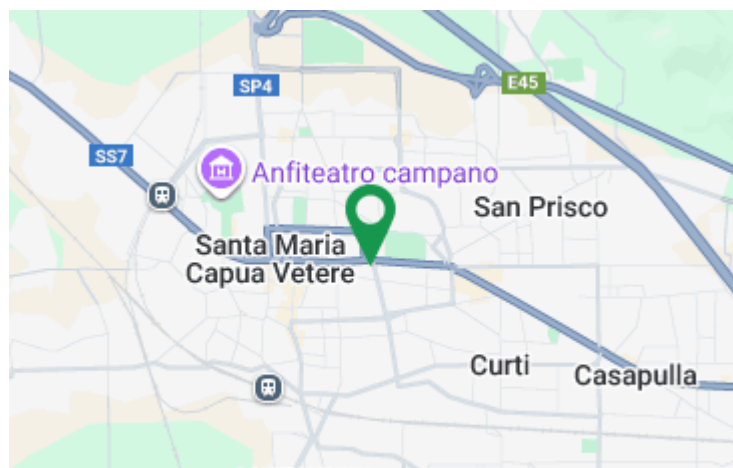 E45
SP4
SS7
Anfiteatro campano
San Prisco
Santa Maria
Capua Vetere
Curti
Casapulla